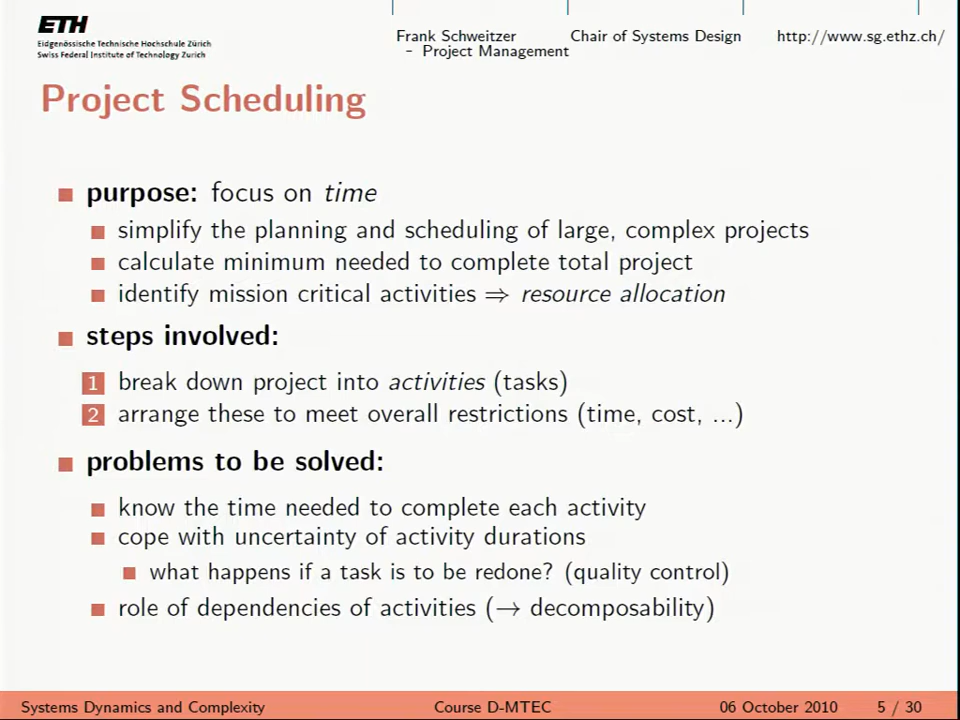 ETH
Eidgenössische Technische Hochschule Zürich
Swiss Federal Institute of Technology Zurich
Frank Schweitzer
– Project Management
Chair of Systems Design
http://www.sg.ethz.ch/
Project Scheduling
purpose: focus on time
simplify the planning and scheduling of large, complex projects
calculate minimum needed to complete total project
identify mission critical activities ⇒ resource allocation
steps involved:
1 break down project into activities (tasks)
2 arrange these to meet overall restrictions (time, cost, ...)
problems to be solved:
know the time needed to complete each activity
cope with uncertainty of activity durations
what happens if a task is to be redone? (quality control)
role of dependencies of activities (→ decomposability)
Systems Dynamics and Complexity
Course D-MTEC
06 October 2010
5 / 30